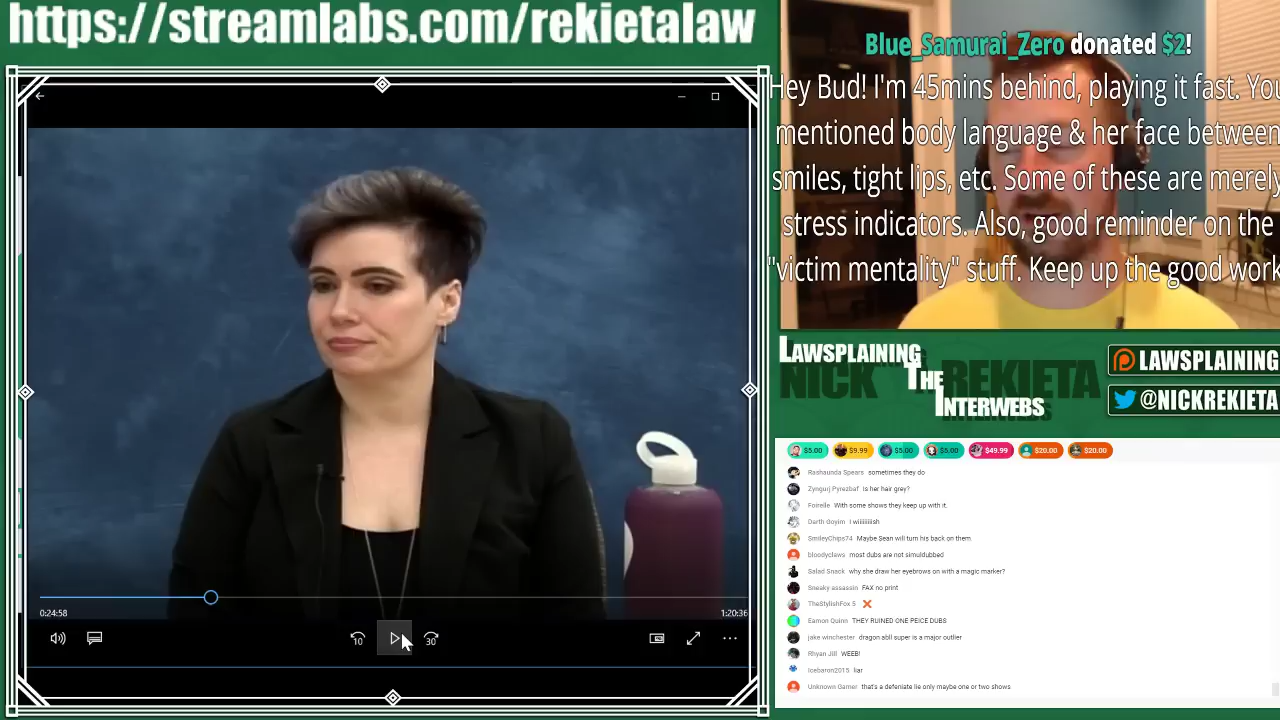 https://streamlabs.com/rekietalaw
Blue_Samurai_Zero donated $2!
Hey Bud! I'm 45mins behind, playing it fast. You
mentioned body language & her face between
smiles, tight lips, etc. Some of these are merely
stress indicators. Also, good reminder on the
"victim mentality" stuff. Keep up the good work
LAWSPLAINING
THE
INTERWEBS
NICK REKIETA
LAWSPLAINING
@NICKREKIETA
$5.00 $9.99 $5.00 $5.00 $49.99 $20.00 $20.00
Rashaunda Spears sometimes they do
Zyngurj Pyrezbaf Is her hair grey?
Foirelle With some shows they keep up with it.
Darth Goyim I wiiiiiiiish
SmileyChips74 Maybe Sean will turn his back on them.
bloodyclaws most dubs are not simuldubbed
Salad Snack why she draw her eyebrows on with a magic marker?
Sneaky assassin FAX no print
TheStylishFox 5
Eamon Quinn THEY RUINED ONE PEICE DUBS
jake winchester dragon abll super is a major outlier
Rhyan Jill WEEB!
Icebaron2015 liar
Unknown Gamer that's a defeniate lie only maybe one or two shows
0:24:58
1:20:36
10
30